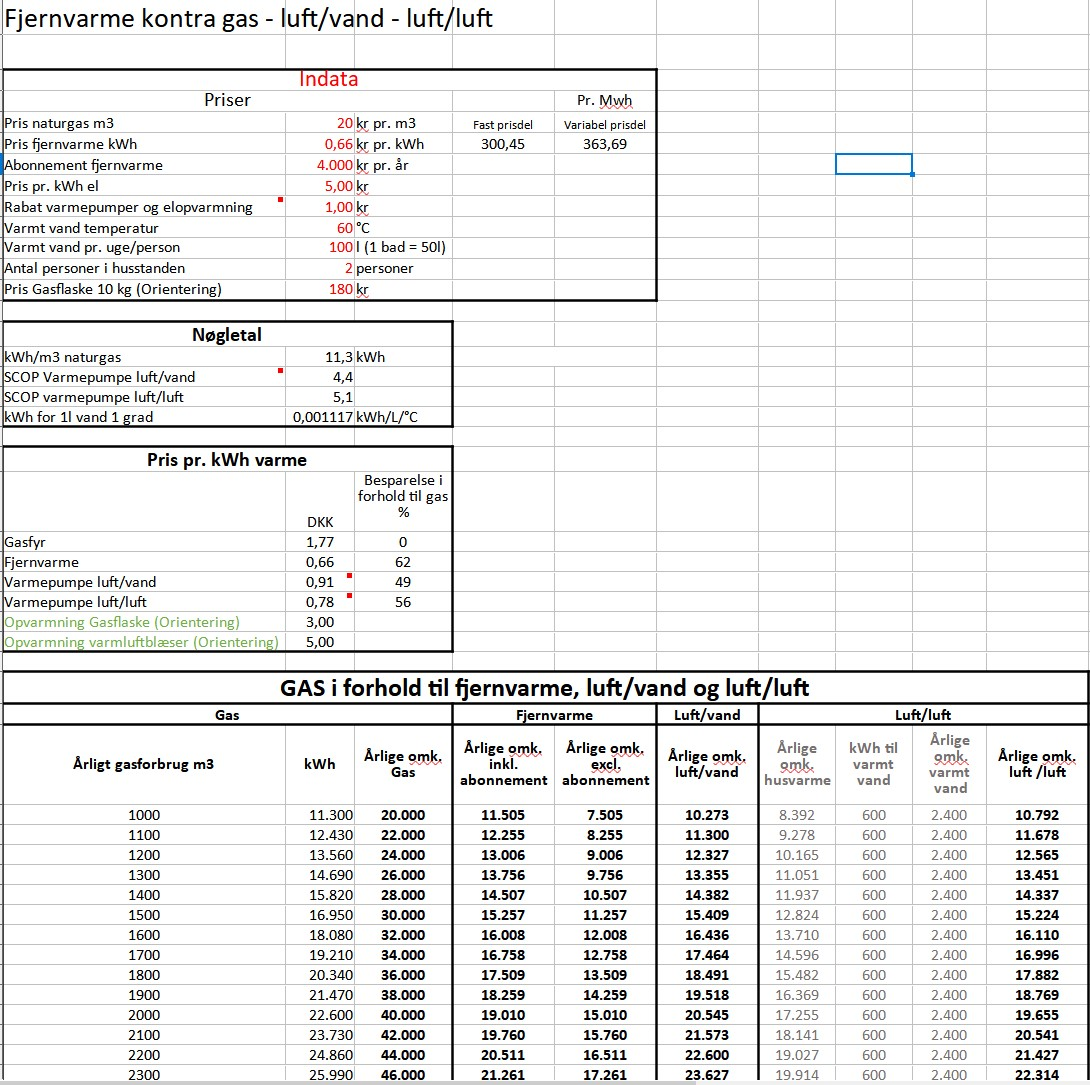 Fjernvarme kontra gas - luft/vand - luft/luft
Indata
Priser Pr. Mwh
Pris naturgas m3 20 kr pr. m3 Fast prisdel Variabel prisdel
Pris fjernvarme kWh 0,66 kr pr. kWh 300,45 363,69
Abonnement fjernvarme 4.000 kr pr. år
Pris pr. kWh el 5,00 kr
Rabat varmepumper og elopvarmning 1,00 kr
Varmt vand temperatur 60 °C
Varmt vand pr. uge/person 100 l (1 bad = 50l)
Antal personer i husstanden 2 personer
Pris Gasflaske 10 kg (Orientering) 180 kr
Nøgletal
kWh/m3 naturgas 11,3 kWh
SCOP Varmepumpe luft/vand 4,4
SCOP varmepumpe luft/luft 5,1
kWh for 1l vand 1 grad 0,001117 kWh/L/°C
Pris pr. kWh varme
Besparelse i
forhold til gas
%
DKK
Gasfyr 1,77 0
Fjernvarme 0,66 62
Varmepumpe luft/vand 0,91 49
Varmepumpe luft/luft 0,78 56
Opvarmning Gasflaske (Orientering) 3,00
Opvarmning varmluftblæser (Orientering) 5,00
GAS i forhold til fjernvarme, luft/vand og luft/luft
Gas Fjernvarme Luft/vand Luft/luft
Årligt gasforbrug m3
kWh
Årlige omk.
Gas
Årlige omk.
inkl.
abonnement
Årlige omk.
excl.
abonnement
Årlige omk.
luft/vand
Årlige
omk.
husvarme
kWh til
varmt
vand
Årlige
omk.
varmt
vand
Årlige omk.
luft /luft
1000 11.300 20.000 11.505 7.505 10.273 8.392 600 2.400 10.792
1100 12.430 22.000 12.255 8.255 11.300 9.278 600 2.400 11.678
1200 13.560 24.000 13.006 9.006 12.327 10.165 600 2.400 12.565
1300 14.690 26.000 13.756 9.756 13.355 11.051 600 2.400 13.451
1400 15.820 28.000 14.507 10.507 14.382 11.937 600 2.400 14.337
1500 16.950 30.000 15.257 11.257 15.409 12.824 600 2.400 15.224
1600 18.080 32.000 16.008 12.008 16.436 13.710 600 2.400 16.110
1700 19.210 34.000 16.758 12.758 17.464 14.596 600 2.400 16.996
1800 20.340 36.000 17.509 13.509 18.491 15.482 600 2.400 17.882
1900 21.470 38.000 18.259 14.259 19.518 16.369 600 2.400 18.769
2000 22.600 40.000 19.010 15.010 20.545 17.255 600 2.400 19.655
2100 23.730 42.000 19.760 15.760 21.573 18.141 600 2.400 20.541
2200 24.860 44.000 20.511 16.511 22.600 19.027 600 2.400 21.427
2300 25.990 46.000 21.261 17.261 23.627 19.914 600 2.400 22.314